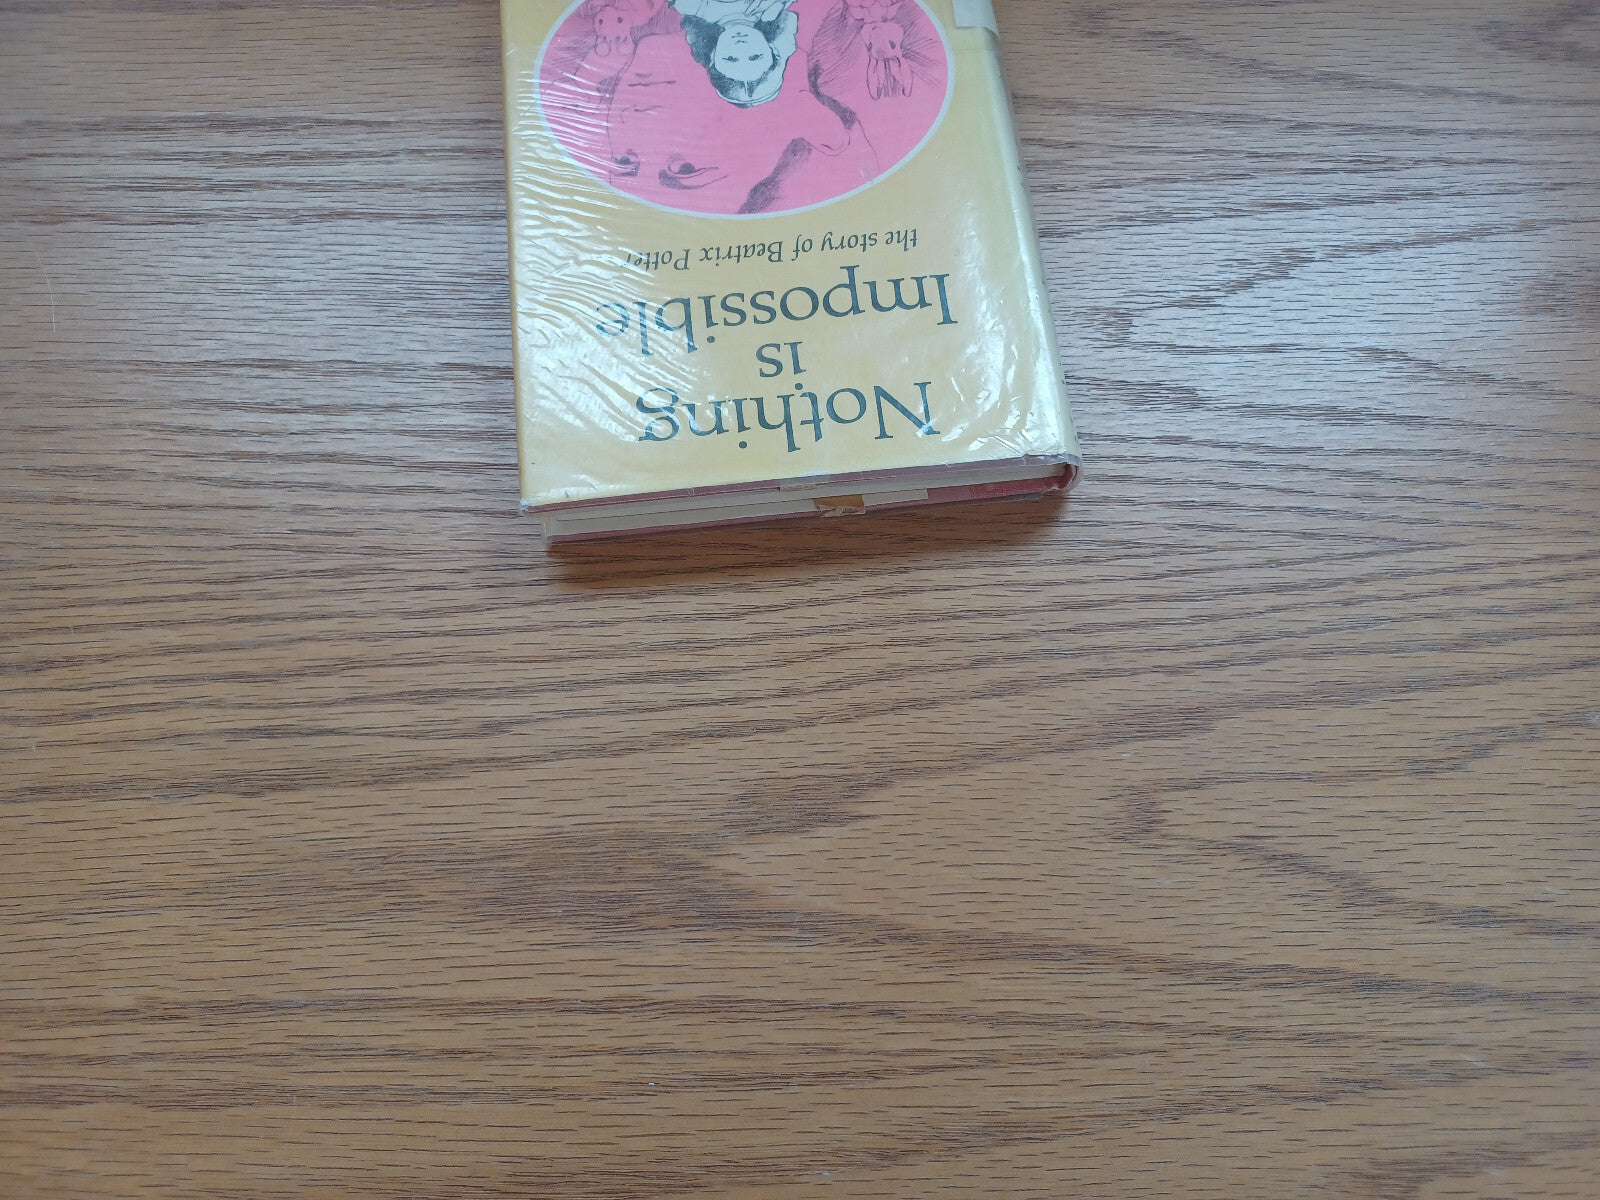 Nothing
is
Impossible
the story of Beatrix Potter